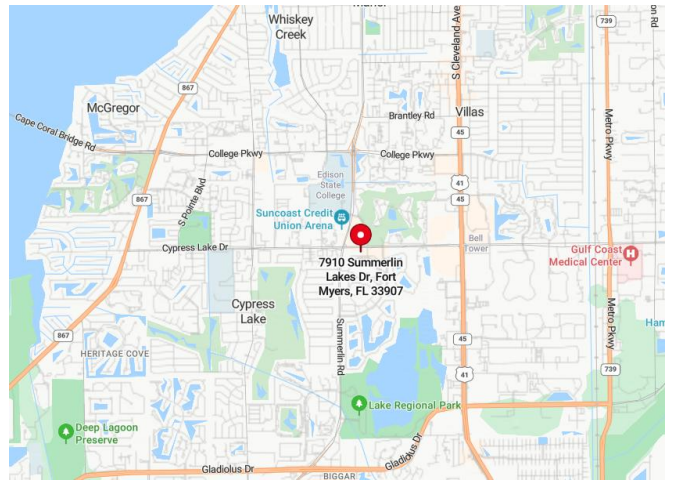 Whiskey
Creek
S Cleveland Ave
739
on Rd
867
McGregor
Cape Coral Bridge Rd
Brantley Rd
Villas
45
Metro Pkwy
College Pkwy
College Pkwy
Edison
State
College
41
45
867
S Pointe Blvd
Suncoast Credit
Union Arena
Cypress Lake Dr
Bell
Tower
Gulf Coast
Medical Center
7910 Summerlin
Lakes Dr, Fort
Myers, FL 33907
Cypress
Lake
Summerlin Rd
Metro Pkwy
Ham
867
HERITAGE COVE
45
41
739
Lake Regional Park
Deep Lagoon
Preserve
Gladiolus Dr
Gladiolus Dr
BIGGAR